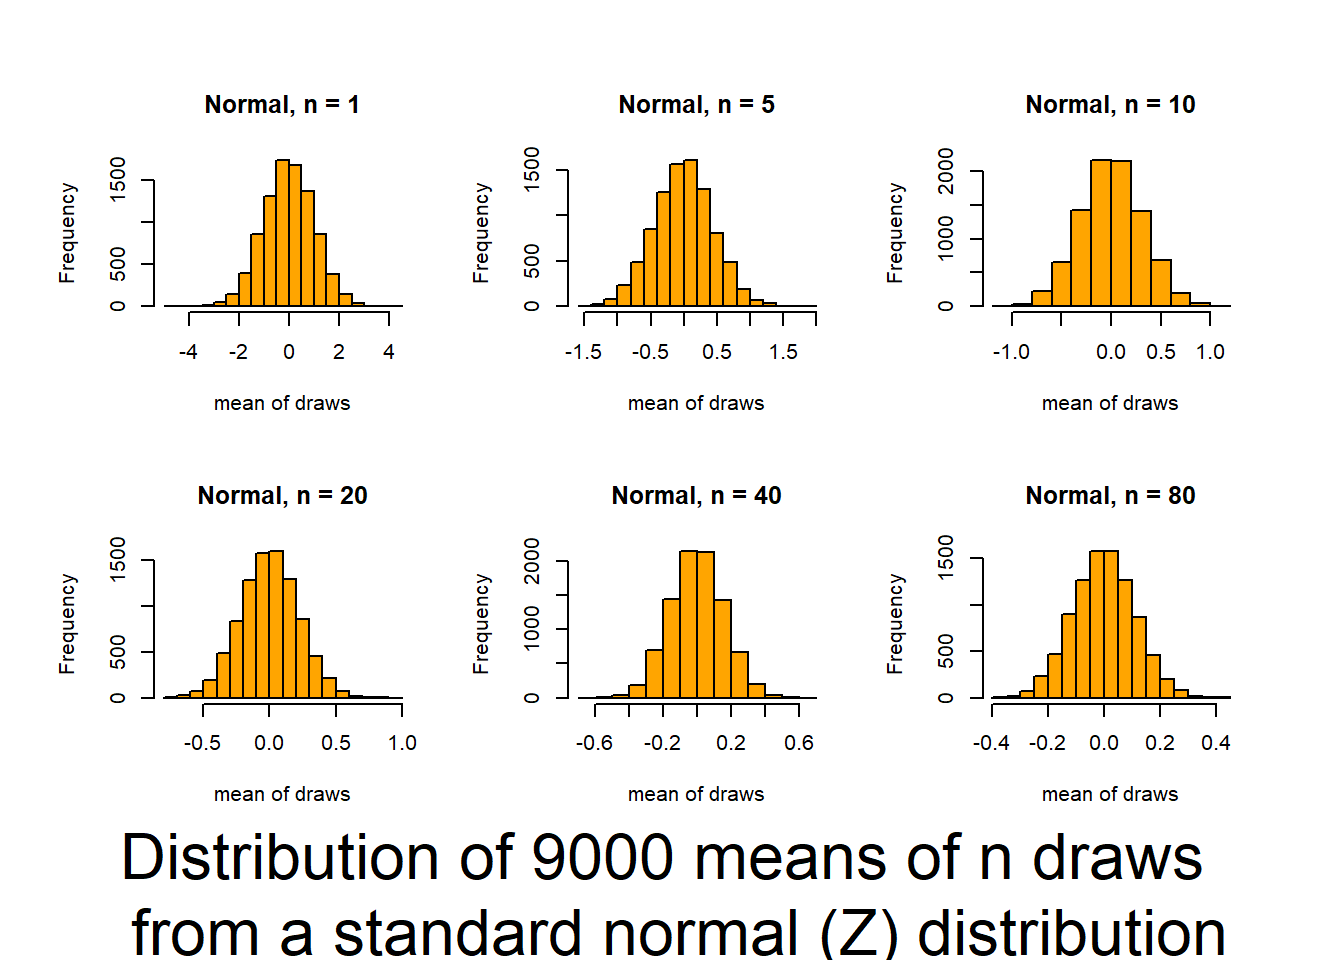 Normal, n = 1
Frequency
0 500 1500
-4 -2 0 2 4
mean of draws
Normal, n = 5
Frequency
0 500 1500
-1.5 -0.5 0.5 1.5
mean of draws
Normal, n = 10
Frequency
0 1000 2000
-1.0 0.0 0.5 1.0
mean of draws
Normal, n = 20
Frequency
0 500 1500
-0.5 0.0 0.5 1.0
mean of draws
Normal, n = 40
Frequency
0 1000 2000
-0.6 -0.2 0.2 0.6
mean of draws
Normal, n = 80
Frequency
0 500 1500
-0.4 -0.2 0.0 0.2 0.4
mean of draws
Distribution of 9000 means of n draws
from a standard normal (Z) distribution